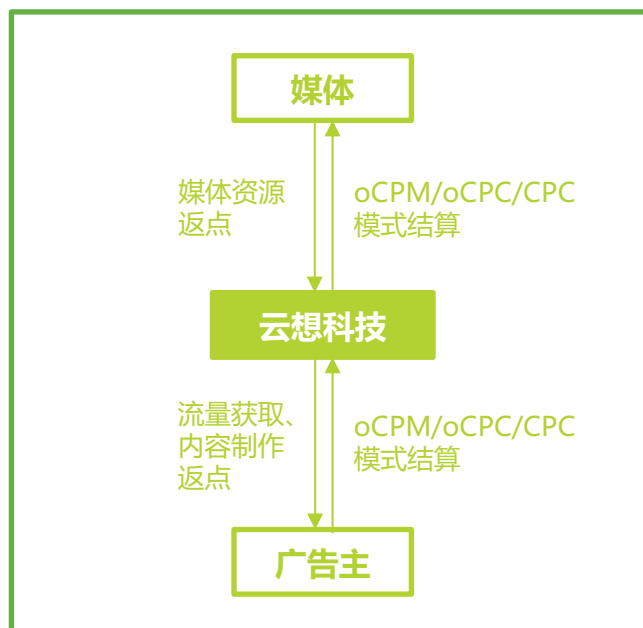 媒体
媒体资源
返点
oCPM/oCPC/CPC
模式结算
云想科技
流量获取、
内容制作
返点
oCPM/oCPC/CPC
模式结算
广告主